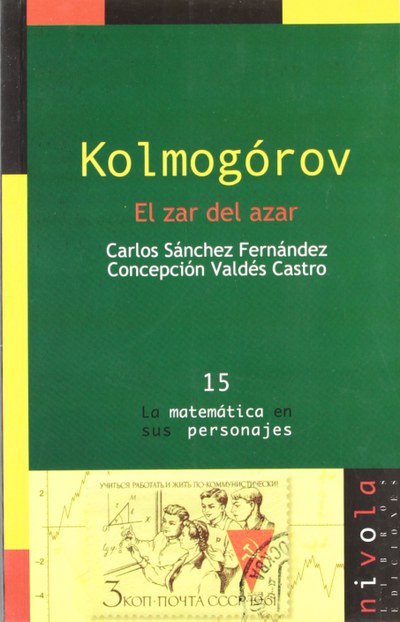 Kolmogórov
El zar del azar
Carlos Sánchez Fernández
Concepción Valdés Castro
15
La matemática en
sus personajes
nivola
LIBROS
EDICIONES
УЧИТЬСЯ РАБОТАТЬ И ЖИТЬ ПО-КОММУНИСТИЧЕСКИ!
3 КОП · ПОЧТА СССР · 1961